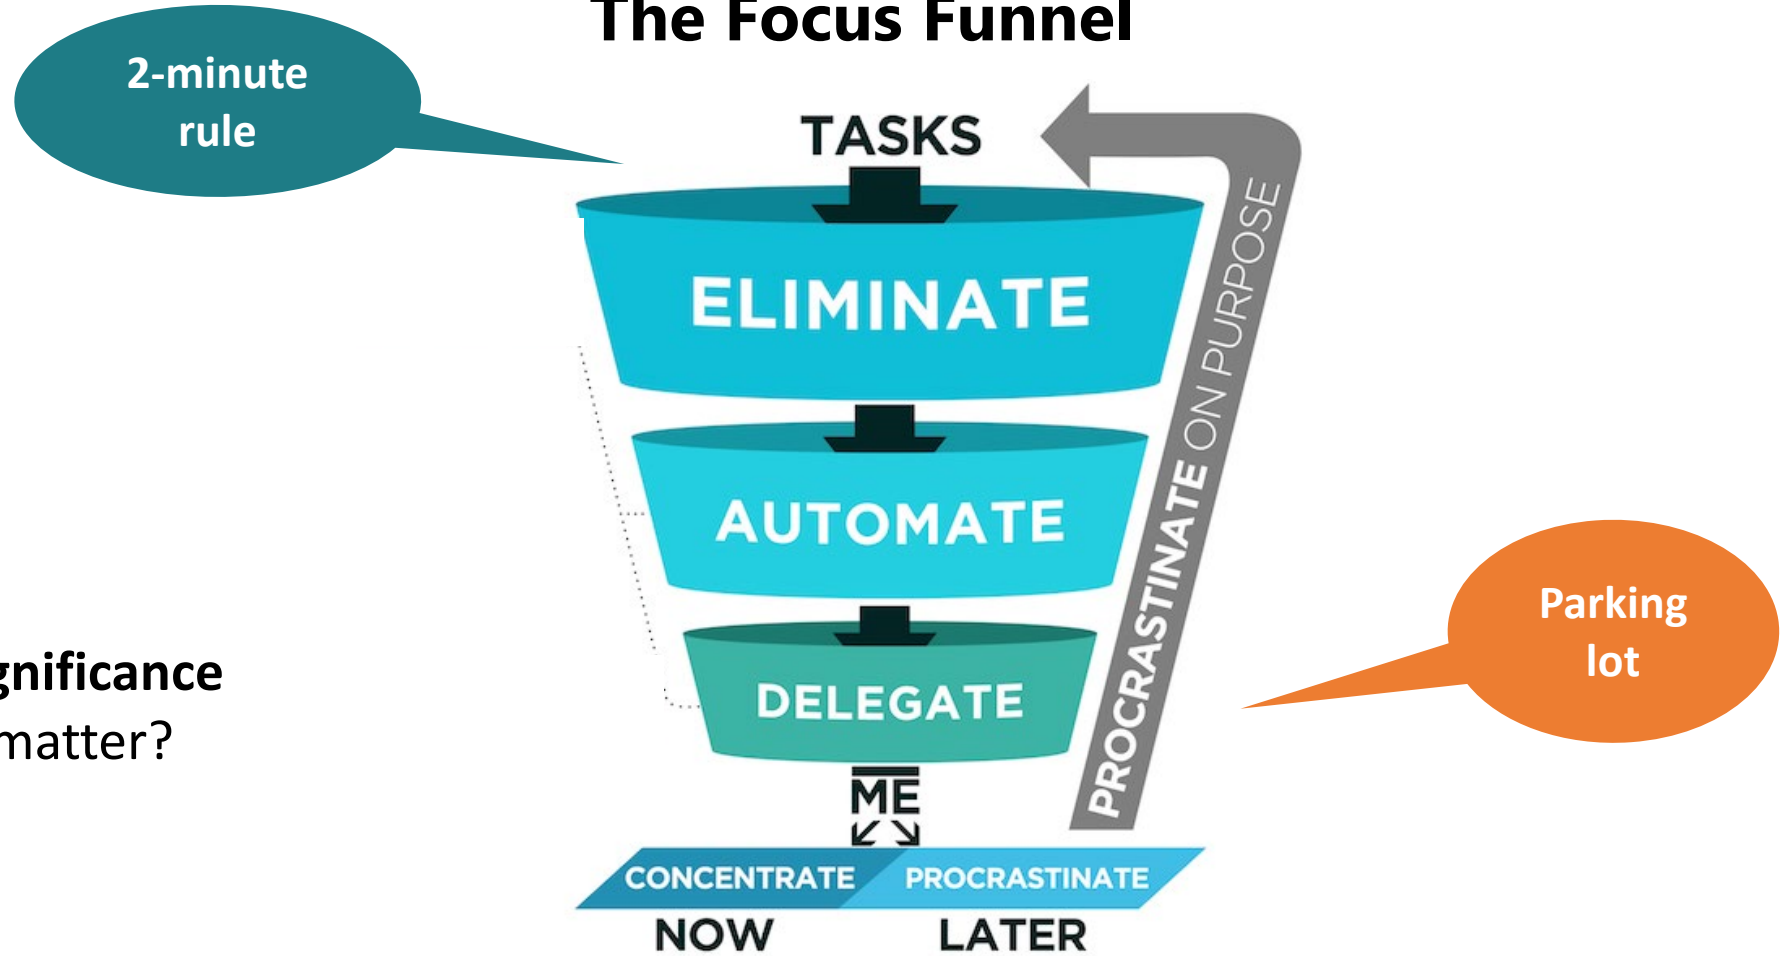 The Focus Funnel
2-minute
rule
TASKS
ELIMINATE
AUTOMATE
DELEGATE
PROCRASTINATE ON PURPOSE
Parking
lot
gnificance
matter?
ME
CONCENTRATE
PROCRASTINATE
NOW
LATER